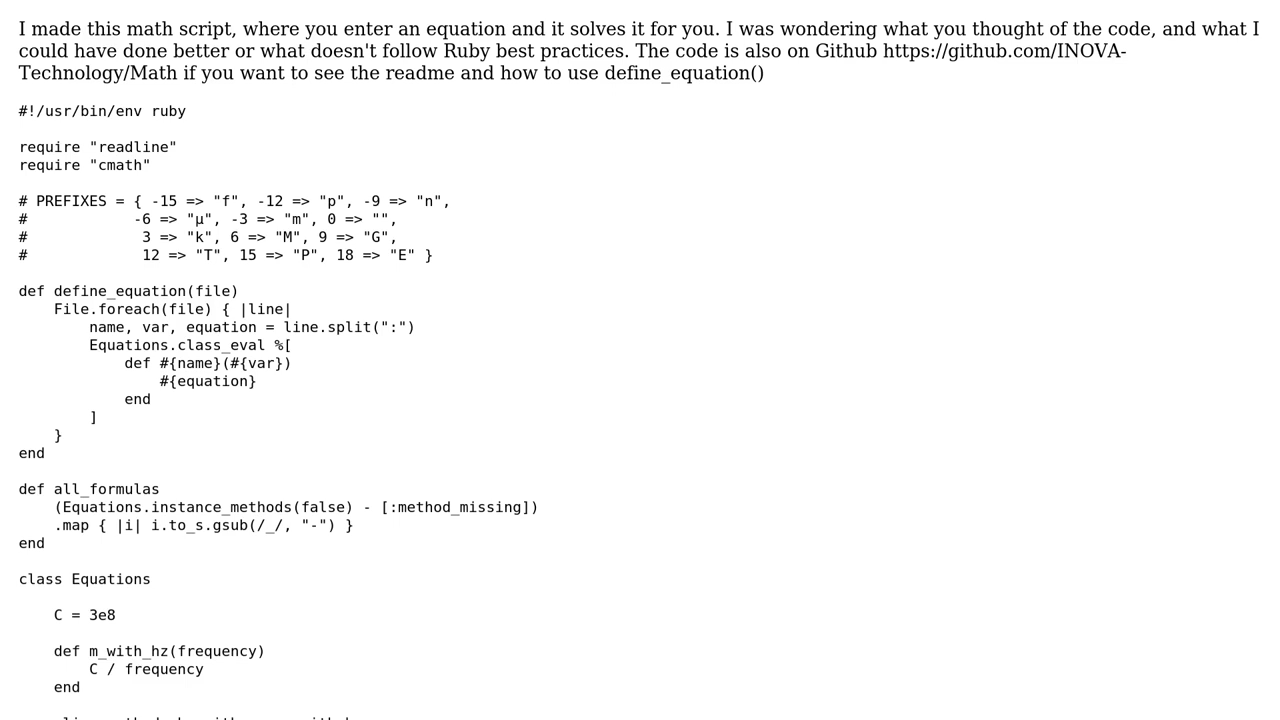 I made this math script, where you enter an equation and it solves it for you. I was wondering what you thought of the code, and what I
could have done better or what doesn't follow Ruby best practices. The code is also on Github https://github.com/INOVA-
Technology/Math if you want to see the readme and how to use define_equation()
#!/usr/bin/env ruby
require "readline"
require "cmath"
# PREFIXES = { -15 => "f", -12 => "p", -9 => "n",
#            -6 => "µ", -3 => "m", 0 => "",
#             3 => "k", 6 => "M", 9 => "G",
#             12 => "T", 15 => "P", 18 => "E" }
def define_equation(file)
    File.foreach(file) { |line|
        name, var, equation = line.split(":")
        Equations.class_eval %[
            def #{name}(#{var})
                #{equation}
            end
        ]
    }
end
def all_formulas
    (Equations.instance_methods(false) - [:method_missing])
    .map { |i| i.to_s.gsub(/_/, "-") }
end
class Equations
    C = 3e8
    def m_with_hz(frequency)
        C / frequency
    end